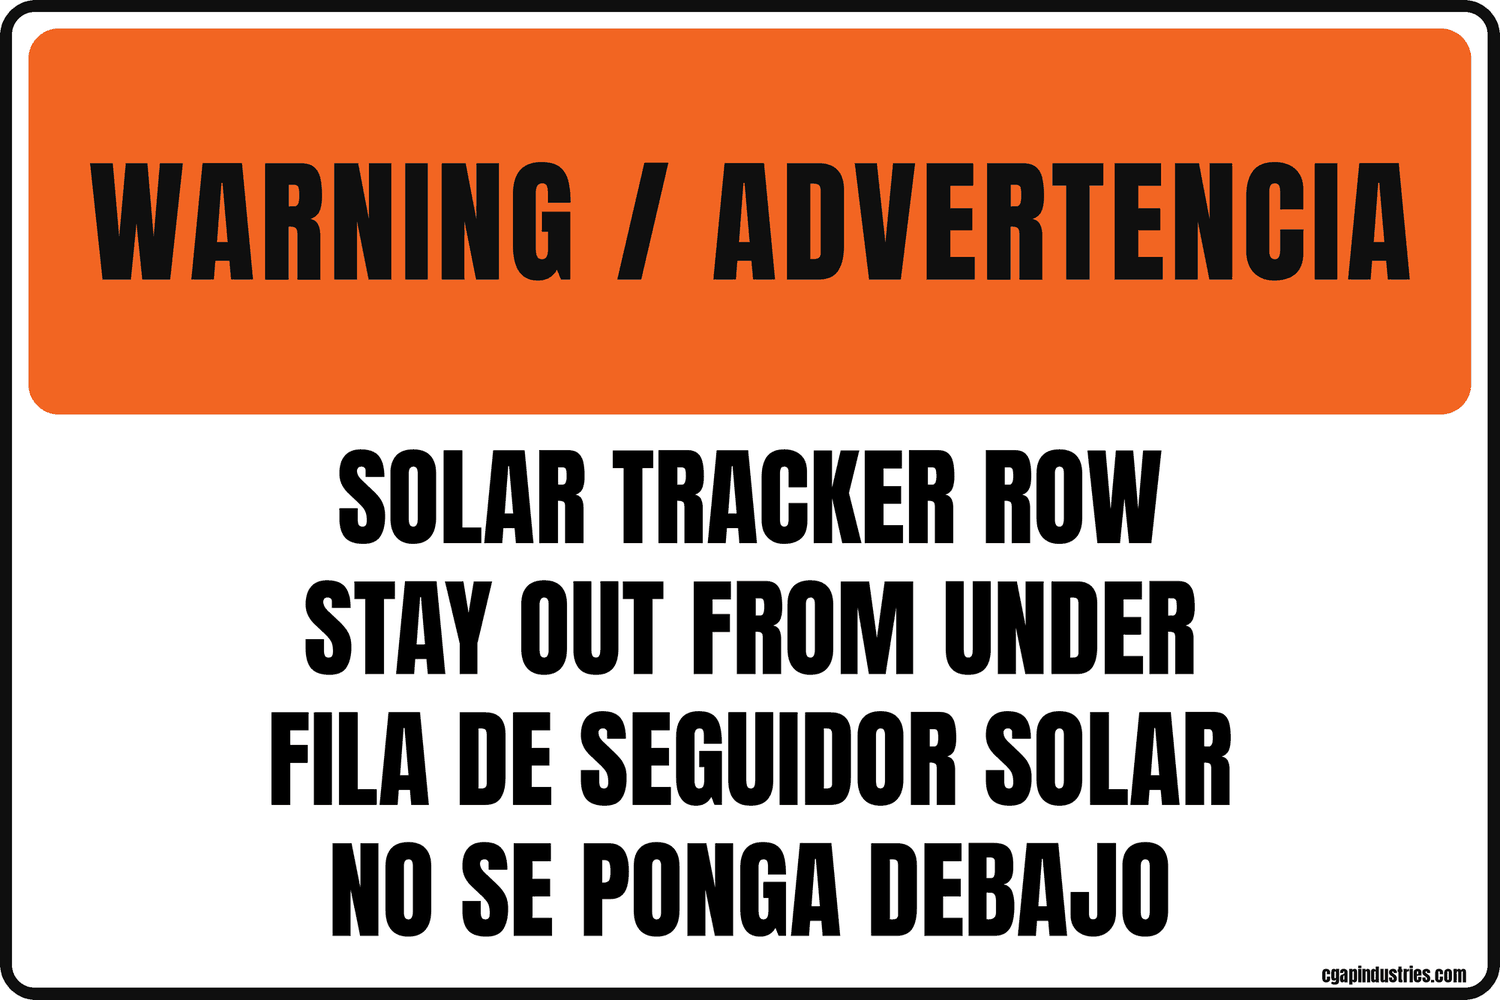 WARNING / ADVERTENCIA
SOLAR TRACKER ROW
STAY OUT FROM UNDER
FILA DE SEGUIDOR SOLAR
NO SE PONGA DEBAJO
cgapindustries.com